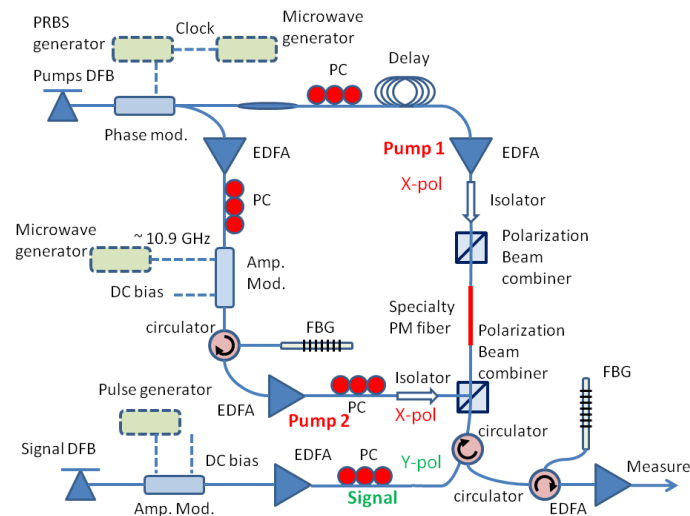 PRBS
generator
Clock
Microwave
generator
Pumps DFB
Phase mod.
PC
Delay
EDFA
Pump 1
EDFA
X-pol
PC
Isolator
Microwave
generator
~ 10.9 GHz
Polarization
Beam
combiner
Amp.
Mod.
DC bias
Specialty
PM fiber
circulator
FBG
Polarization
Beam
combiner
FBG
Isolator
EDFA
PC
Pump 2
X-pol
Pulse generator
circulator
Signal DFB
DC bias
EDFA
PC
Y-pol
Measure
Signal
circulator
EDFA
Amp. Mod.